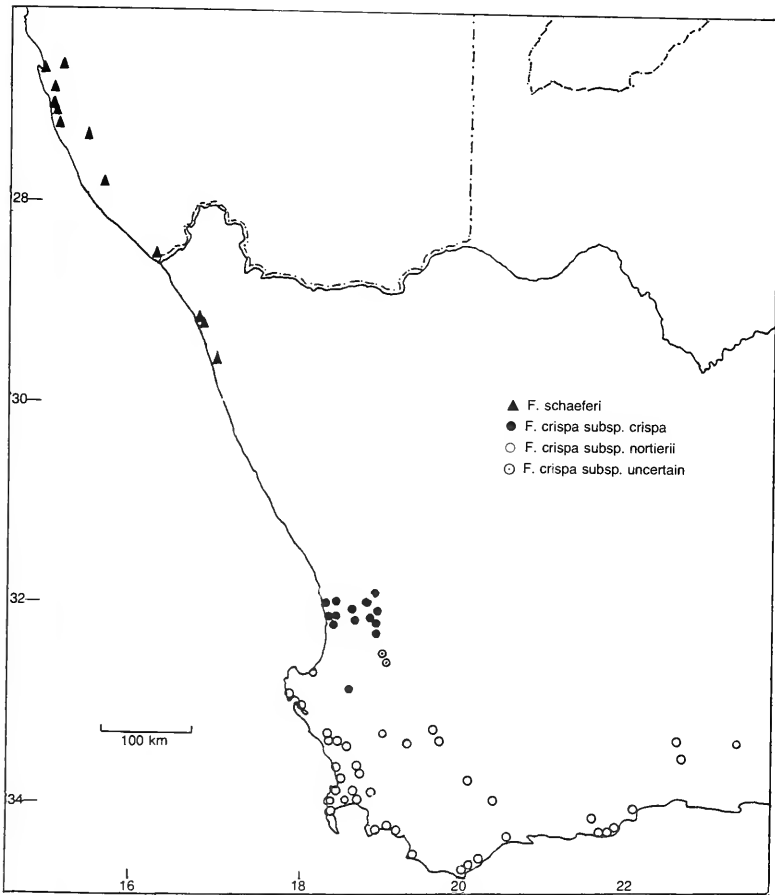 28
30
▲ F. schaeferi
● F. crispa subsp. crispa
○ F. crispa subsp. nortierii
⊙ F. crispa subsp. uncertain
32
100 km
34
16 18 20 22